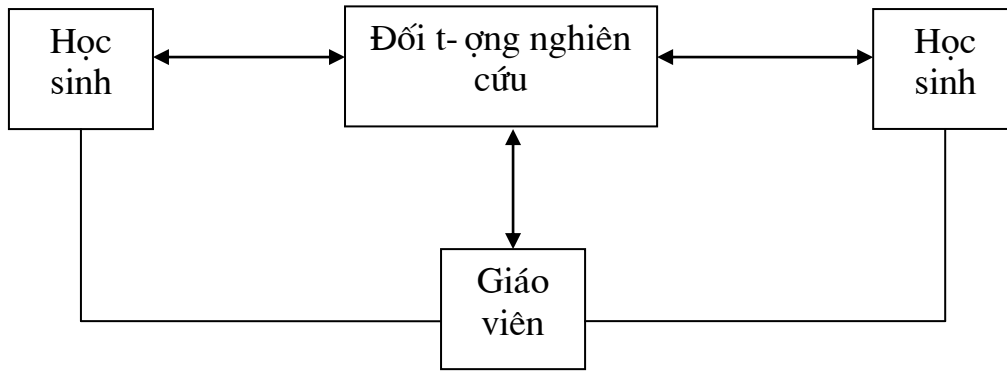 Học
sinh
Đối t- ợng nghiên
cứu
Học
sinh
Giáo
viên